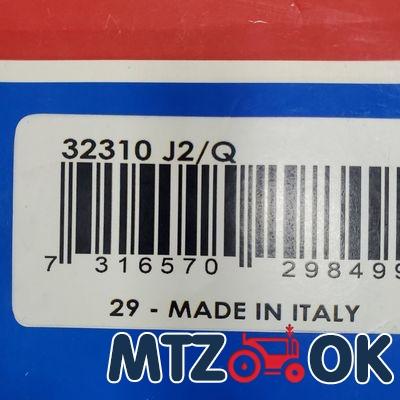 32310 J2/Q
7 316570 298499
29 - MADE IN ITALY
MTZ OK